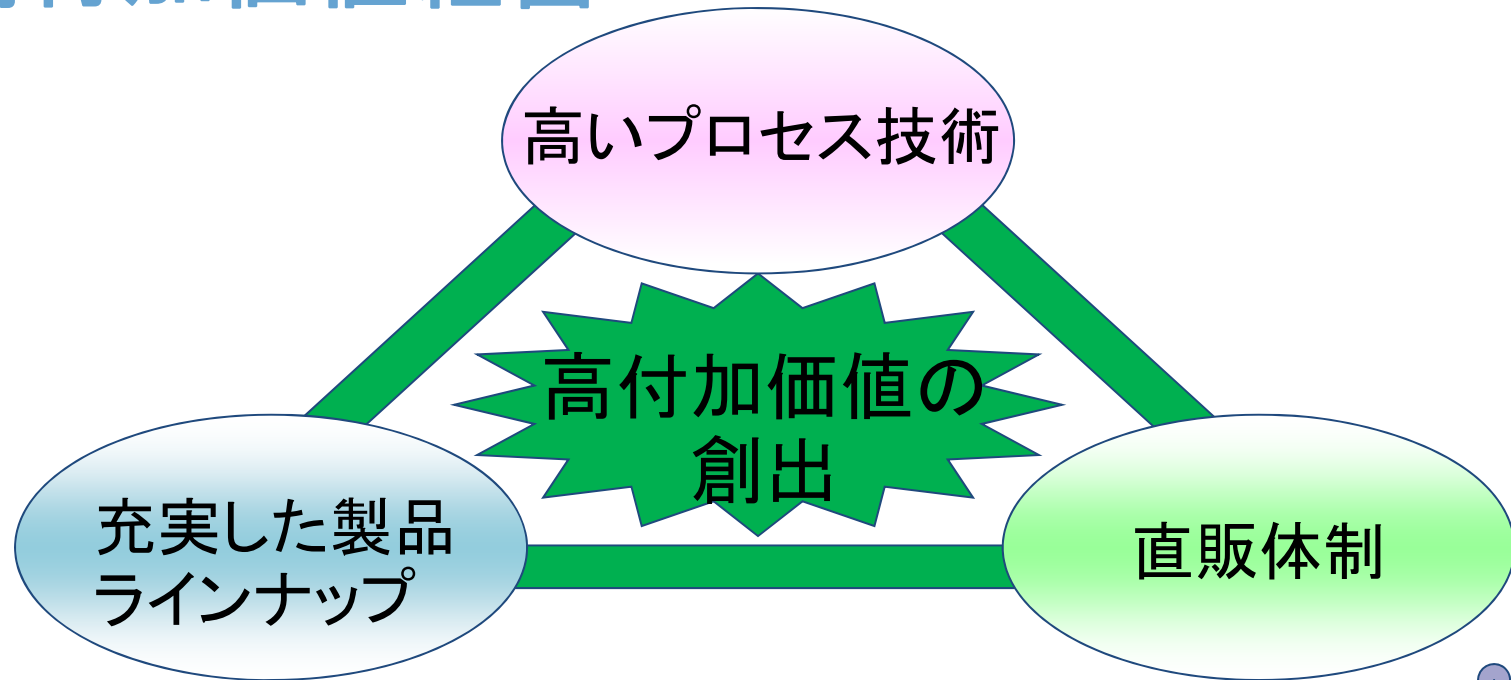 高いプロセス技術
高付加価値の
創出
充実した製品
ラインナップ
直販体制